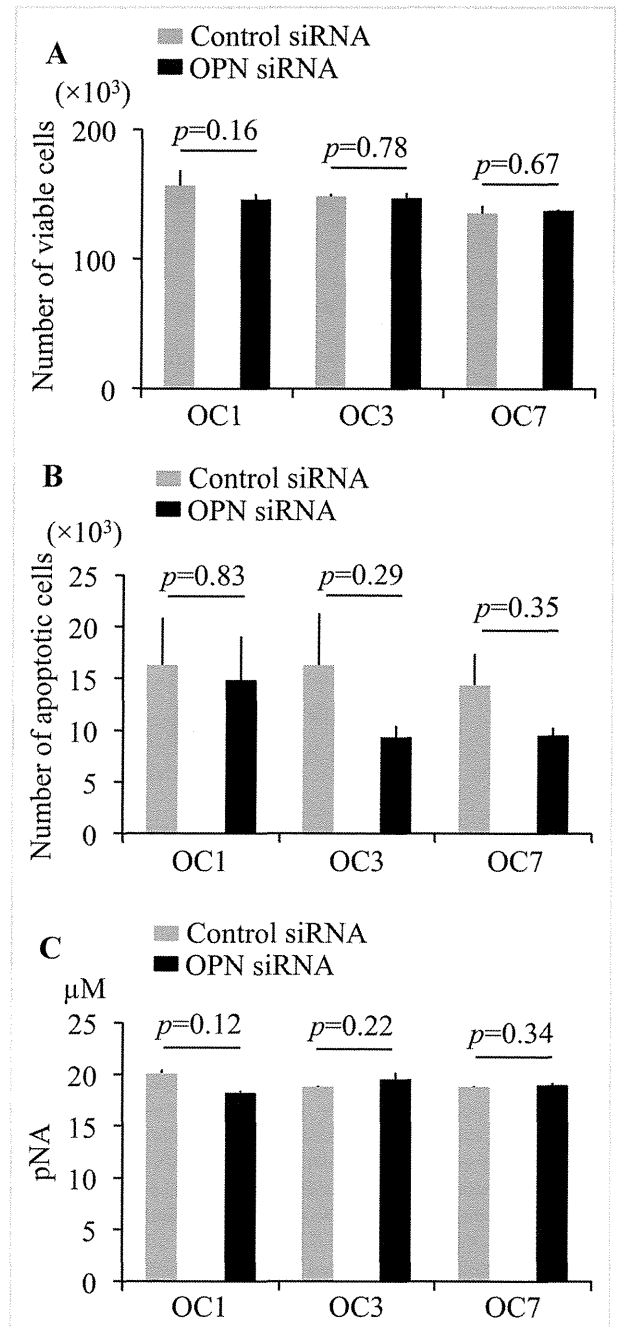 A
Control siRNA
OPN siRNA
(×10³)
Number of viable cells
200
100
0
p=0.16
p=0.78
p=0.67
OC1 OC3 OC7
B
Control siRNA
OPN siRNA
(×10³)
Number of apoptotic cells
25
20
15
10
5
0
p=0.83
p=0.29
p=0.35
OC1 OC3 OC7
C
Control siRNA
OPN siRNA
µM
pNA
25
20
15
10
5
0
p=0.12
p=0.22
p=0.34
OC1 OC3 OC7